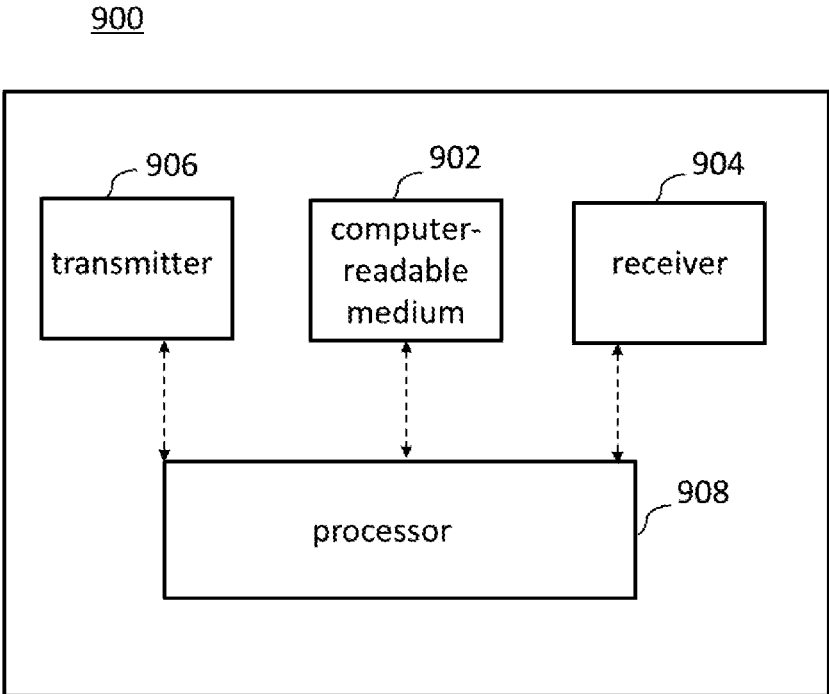 900
906
902
904
transmitter
computer-
readable
medium
receiver
908
processor